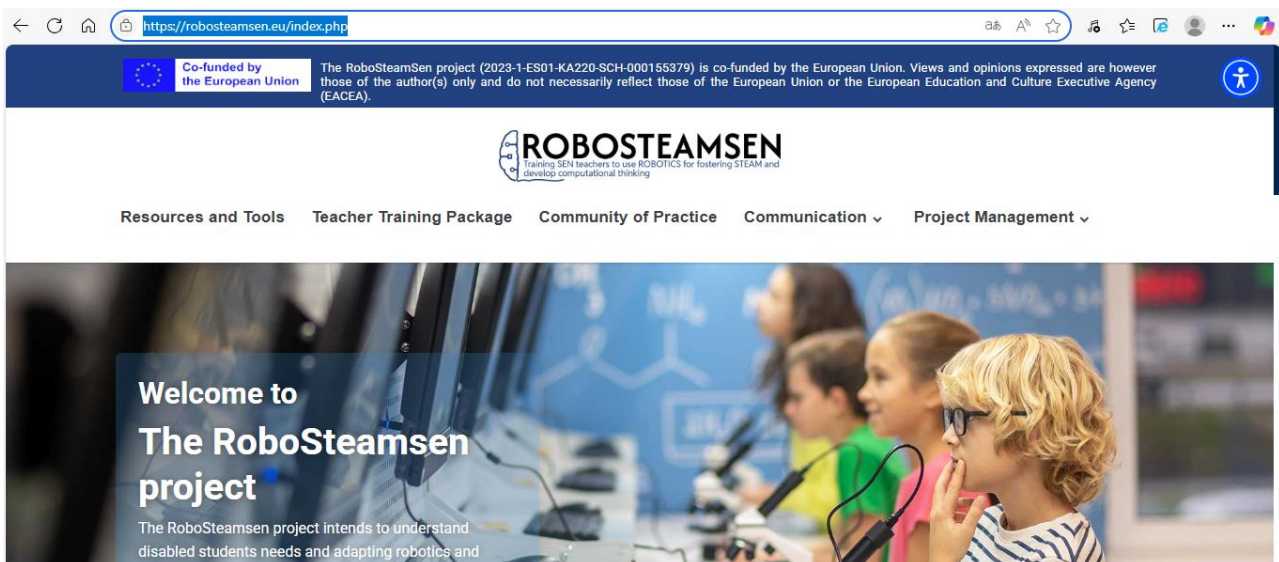 https://robosteamsen.eu/index.php
Co-funded by
the European Union
The RoboSteamSen project (2023-1-ES01-KA220-SCH-000155379) is co-funded by the European Union. Views and opinions expressed are however
those of the author(s) only and do not necessarily reflect those of the European Union or the European Education and Culture Executive Agency
(EACEA).
ROBOSTEAMSEN
Training SEN teachers to use ROBOTICS for fostering STEAM and
develop computational thinking
Resources and Tools Teacher Training Package Community of Practice Communication Project Management
Welcome to
The RoboSteamsen
project
The RoboSteamsen project intends to understand
disabled students needs and adapting robotics and